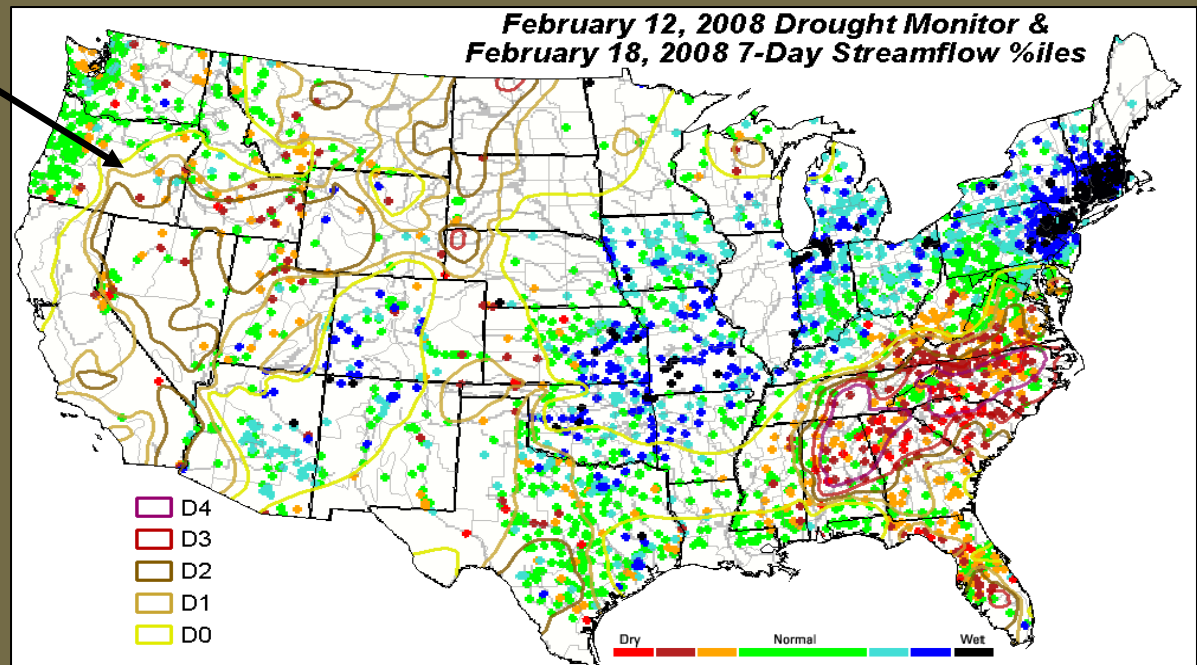 February 12, 2008 Drought Monitor &
February 18, 2008 7-Day Streamflow %iles
D4
D3
D2
D1
D0
Dry Normal Wet